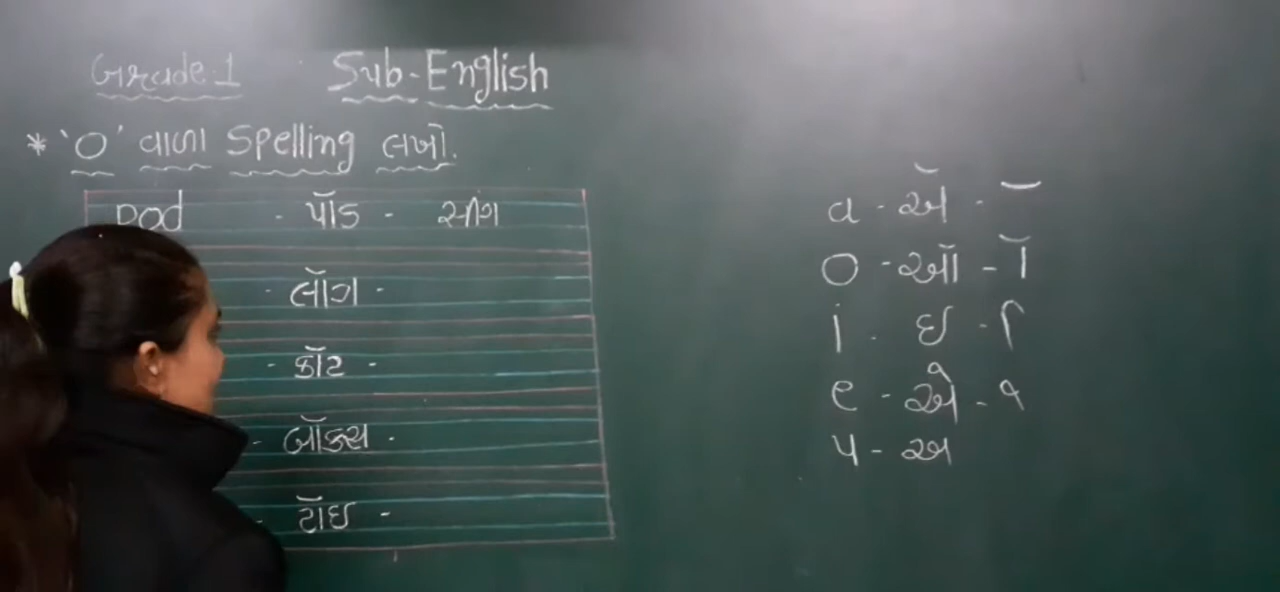 Grade:1 Sub-English
* 'O' વાળા Spelling લખો.
Pod - પૉડ - સીંગ
- લૉગ -
- કૉટ -
- બૉક્સ -
- ટૉઇ -
a - ઍ - ૅ
o - ઑ - ૉ
i - ઇ - િ
e - એ - ે
u - અ